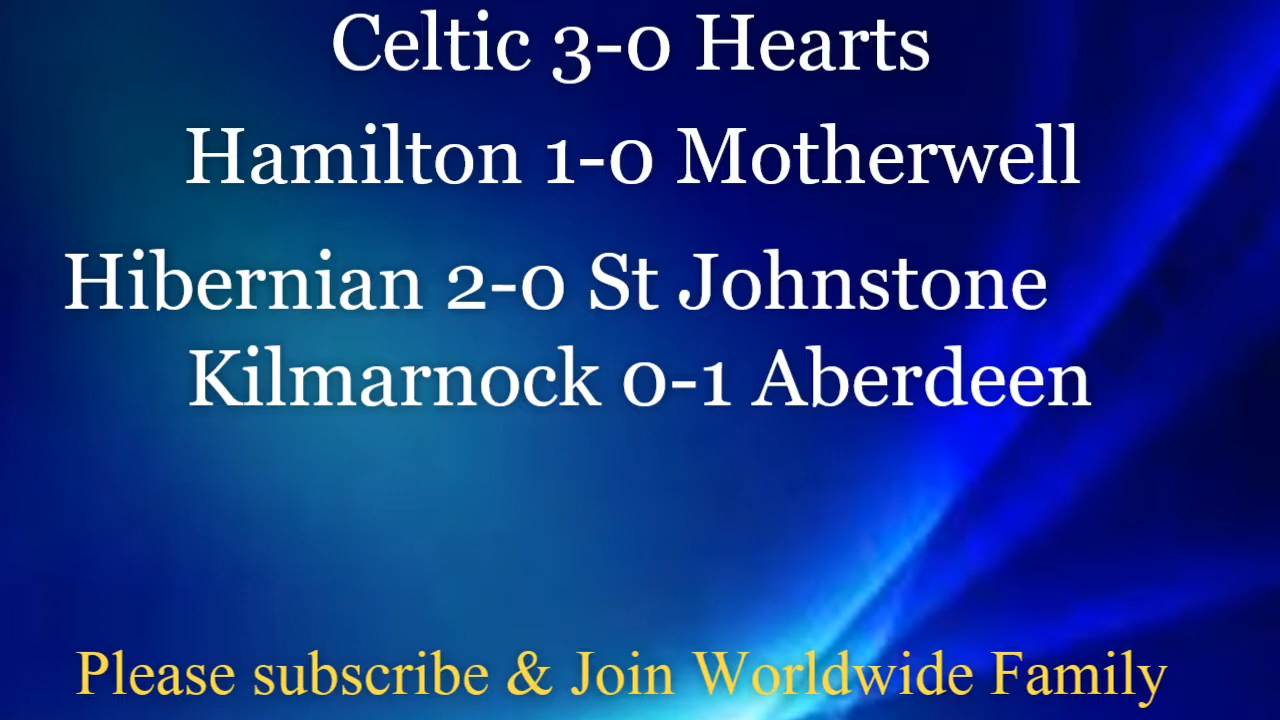 Celtic 3-0 Hearts
Hamilton 1-0 Motherwell
Hibernian 2-0 St Johnstone
Kilmarnock 0-1 Aberdeen
Please subscribe & Join Worldwide Family